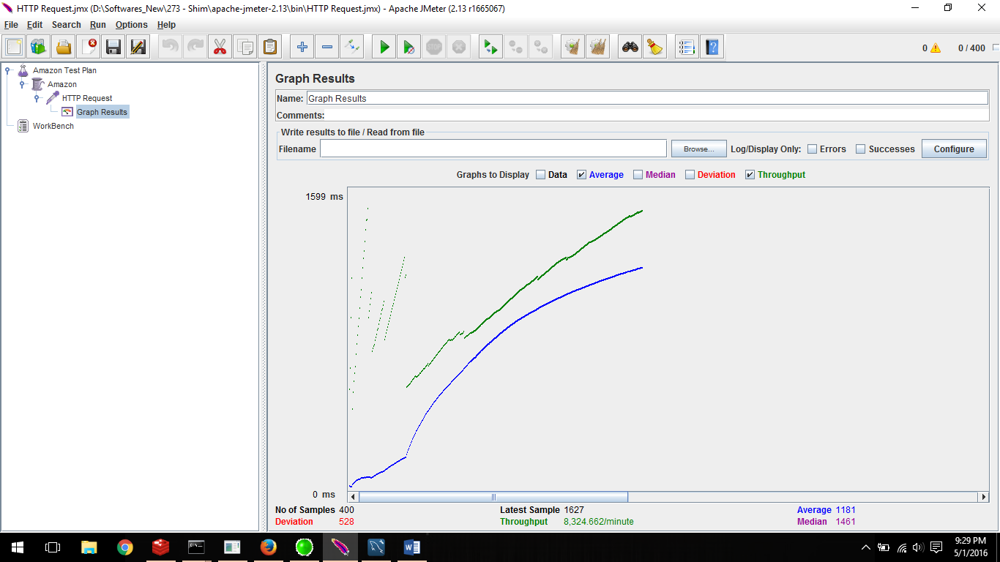 HTTP Request.jmx (D:\Softwares_New\273 - Shim\apache-jmeter-2.13\bin\HTTP Request.jmx) - Apache JMeter (2.13 r1665067)
File Edit Search Run Options Help
0 0 / 400
Amazon Test Plan
Amazon
HTTP Request
Graph Results
WorkBench
Graph Results
Name: Graph Results
Comments:
Write results to file / Read from file
Filename Browse... Log/Display Only: Errors Successes Configure
Graphs to Display Data Average Median Deviation Throughput
1599 ms
0 ms
No of Samples 400 Latest Sample 1627 Average 1181
Deviation 528 Throughput 8,324.662/minute Median 1461
9:29 PM
5/1/2016